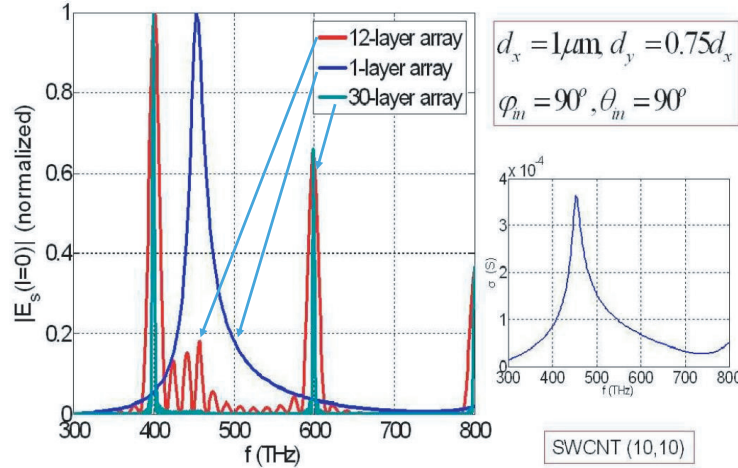 1
0.8
0.6
0.4
0.2
0
|E_s(l=0)| (normalized)
300 400 500 600 700 800
f (THz)
12-layer array
1-layer array
30-layer array
d_x = 1μm, d_y = 0.75d_x
φ_in = 90°, θ_in = 90°
x 10^-4
4
3
2
1
0
σ (S)
300 400 500 600 700 800
f (THz)
SWCNT (10,10)